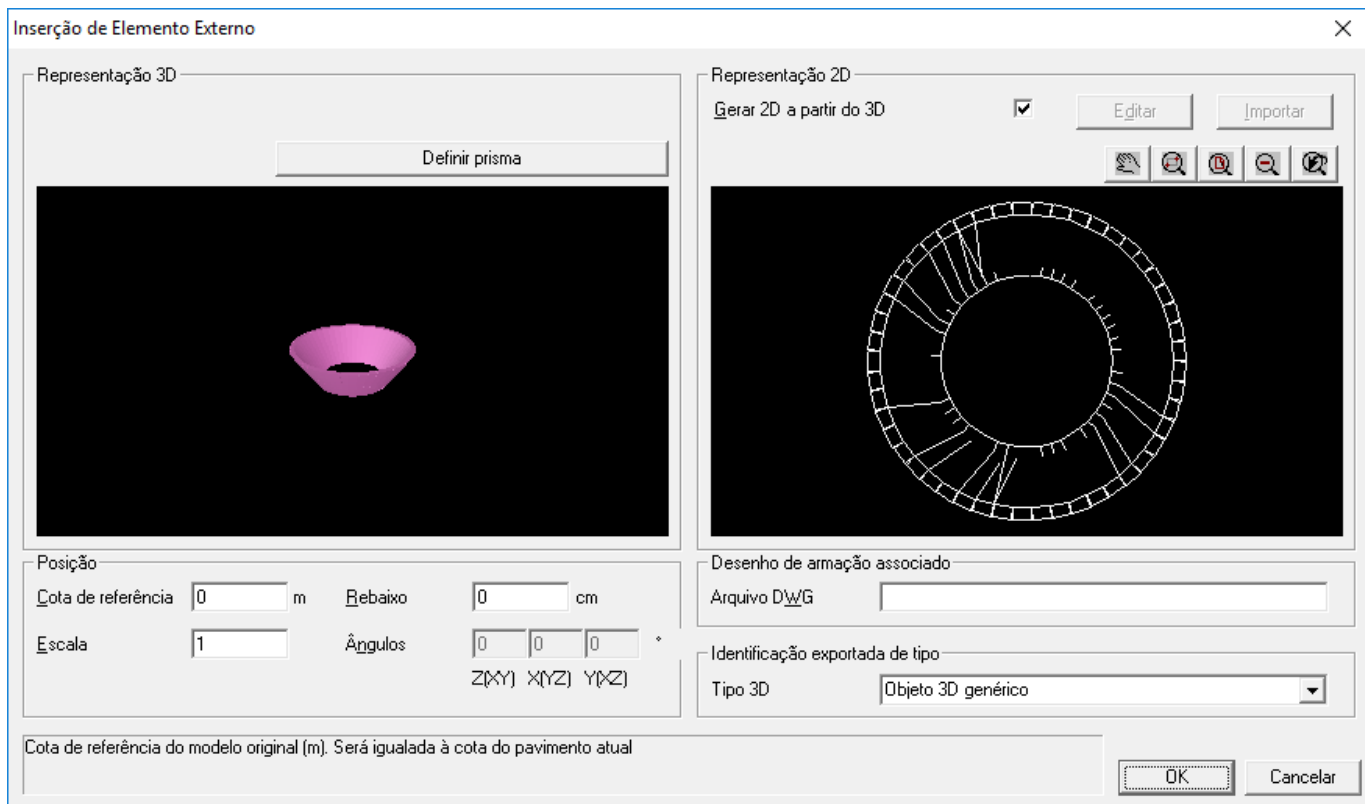 Inserção de Elemento Externo
Representação 3D
Definir prisma
Representação 2D
Gerar 2D a partir do 3D
Editar
Importar
Posição
Cota de referência 0 m Rebaixo 0 cm
Escala 1 Ângulos 0 0 0 °
Z(XY) X(YZ) Y(XZ)
Desenho de armação associado
Arquivo DWG
Identificação exportada de tipo
Tipo 3D Objeto 3D genérico
Cota de referência do modelo original (m). Será igualada à cota do pavimento atual
OK
Cancelar